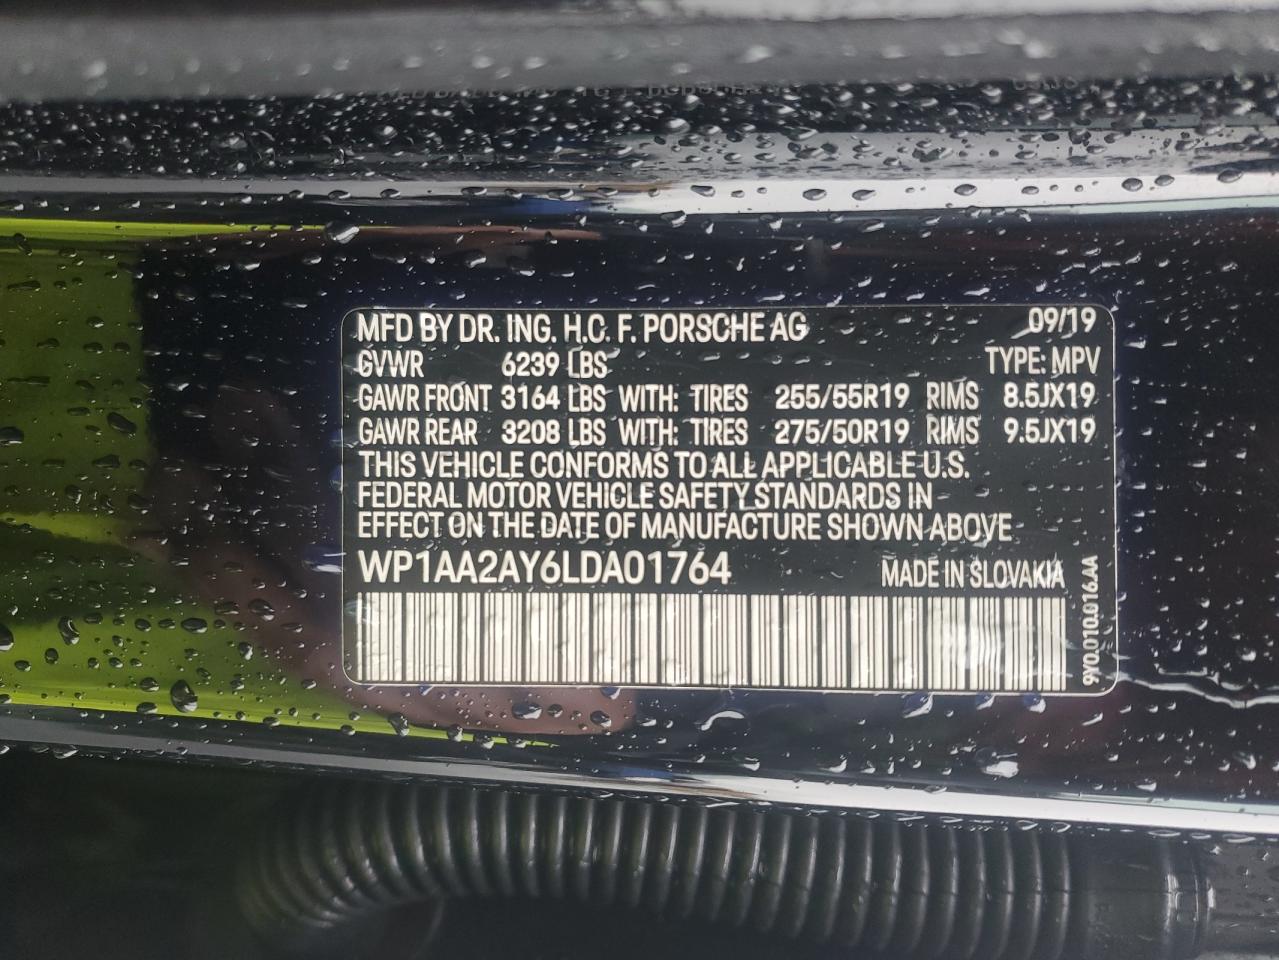 MFD BY DR. ING. H.C. F. PORSCHE AG 09/19
GVWR 6239 LBS TYPE: MPV
GAWR FRONT 3164 LBS WITH: TIRES 255/55R19 RIMS 8.5JX19
GAWR REAR 3208 LBS WITH: TIRES 275/50R19 RIMS 9.5JX19
THIS VEHICLE CONFORMS TO ALL APPLICABLE U.S.
FEDERAL MOTOR VEHICLE SAFETY STANDARDS IN
EFFECT ON THE DATE OF MANUFACTURE SHOWN ABOVE
WP1AA2AY6LDA01764 MADE IN SLOVAKIA
9Y0.010.016.AA